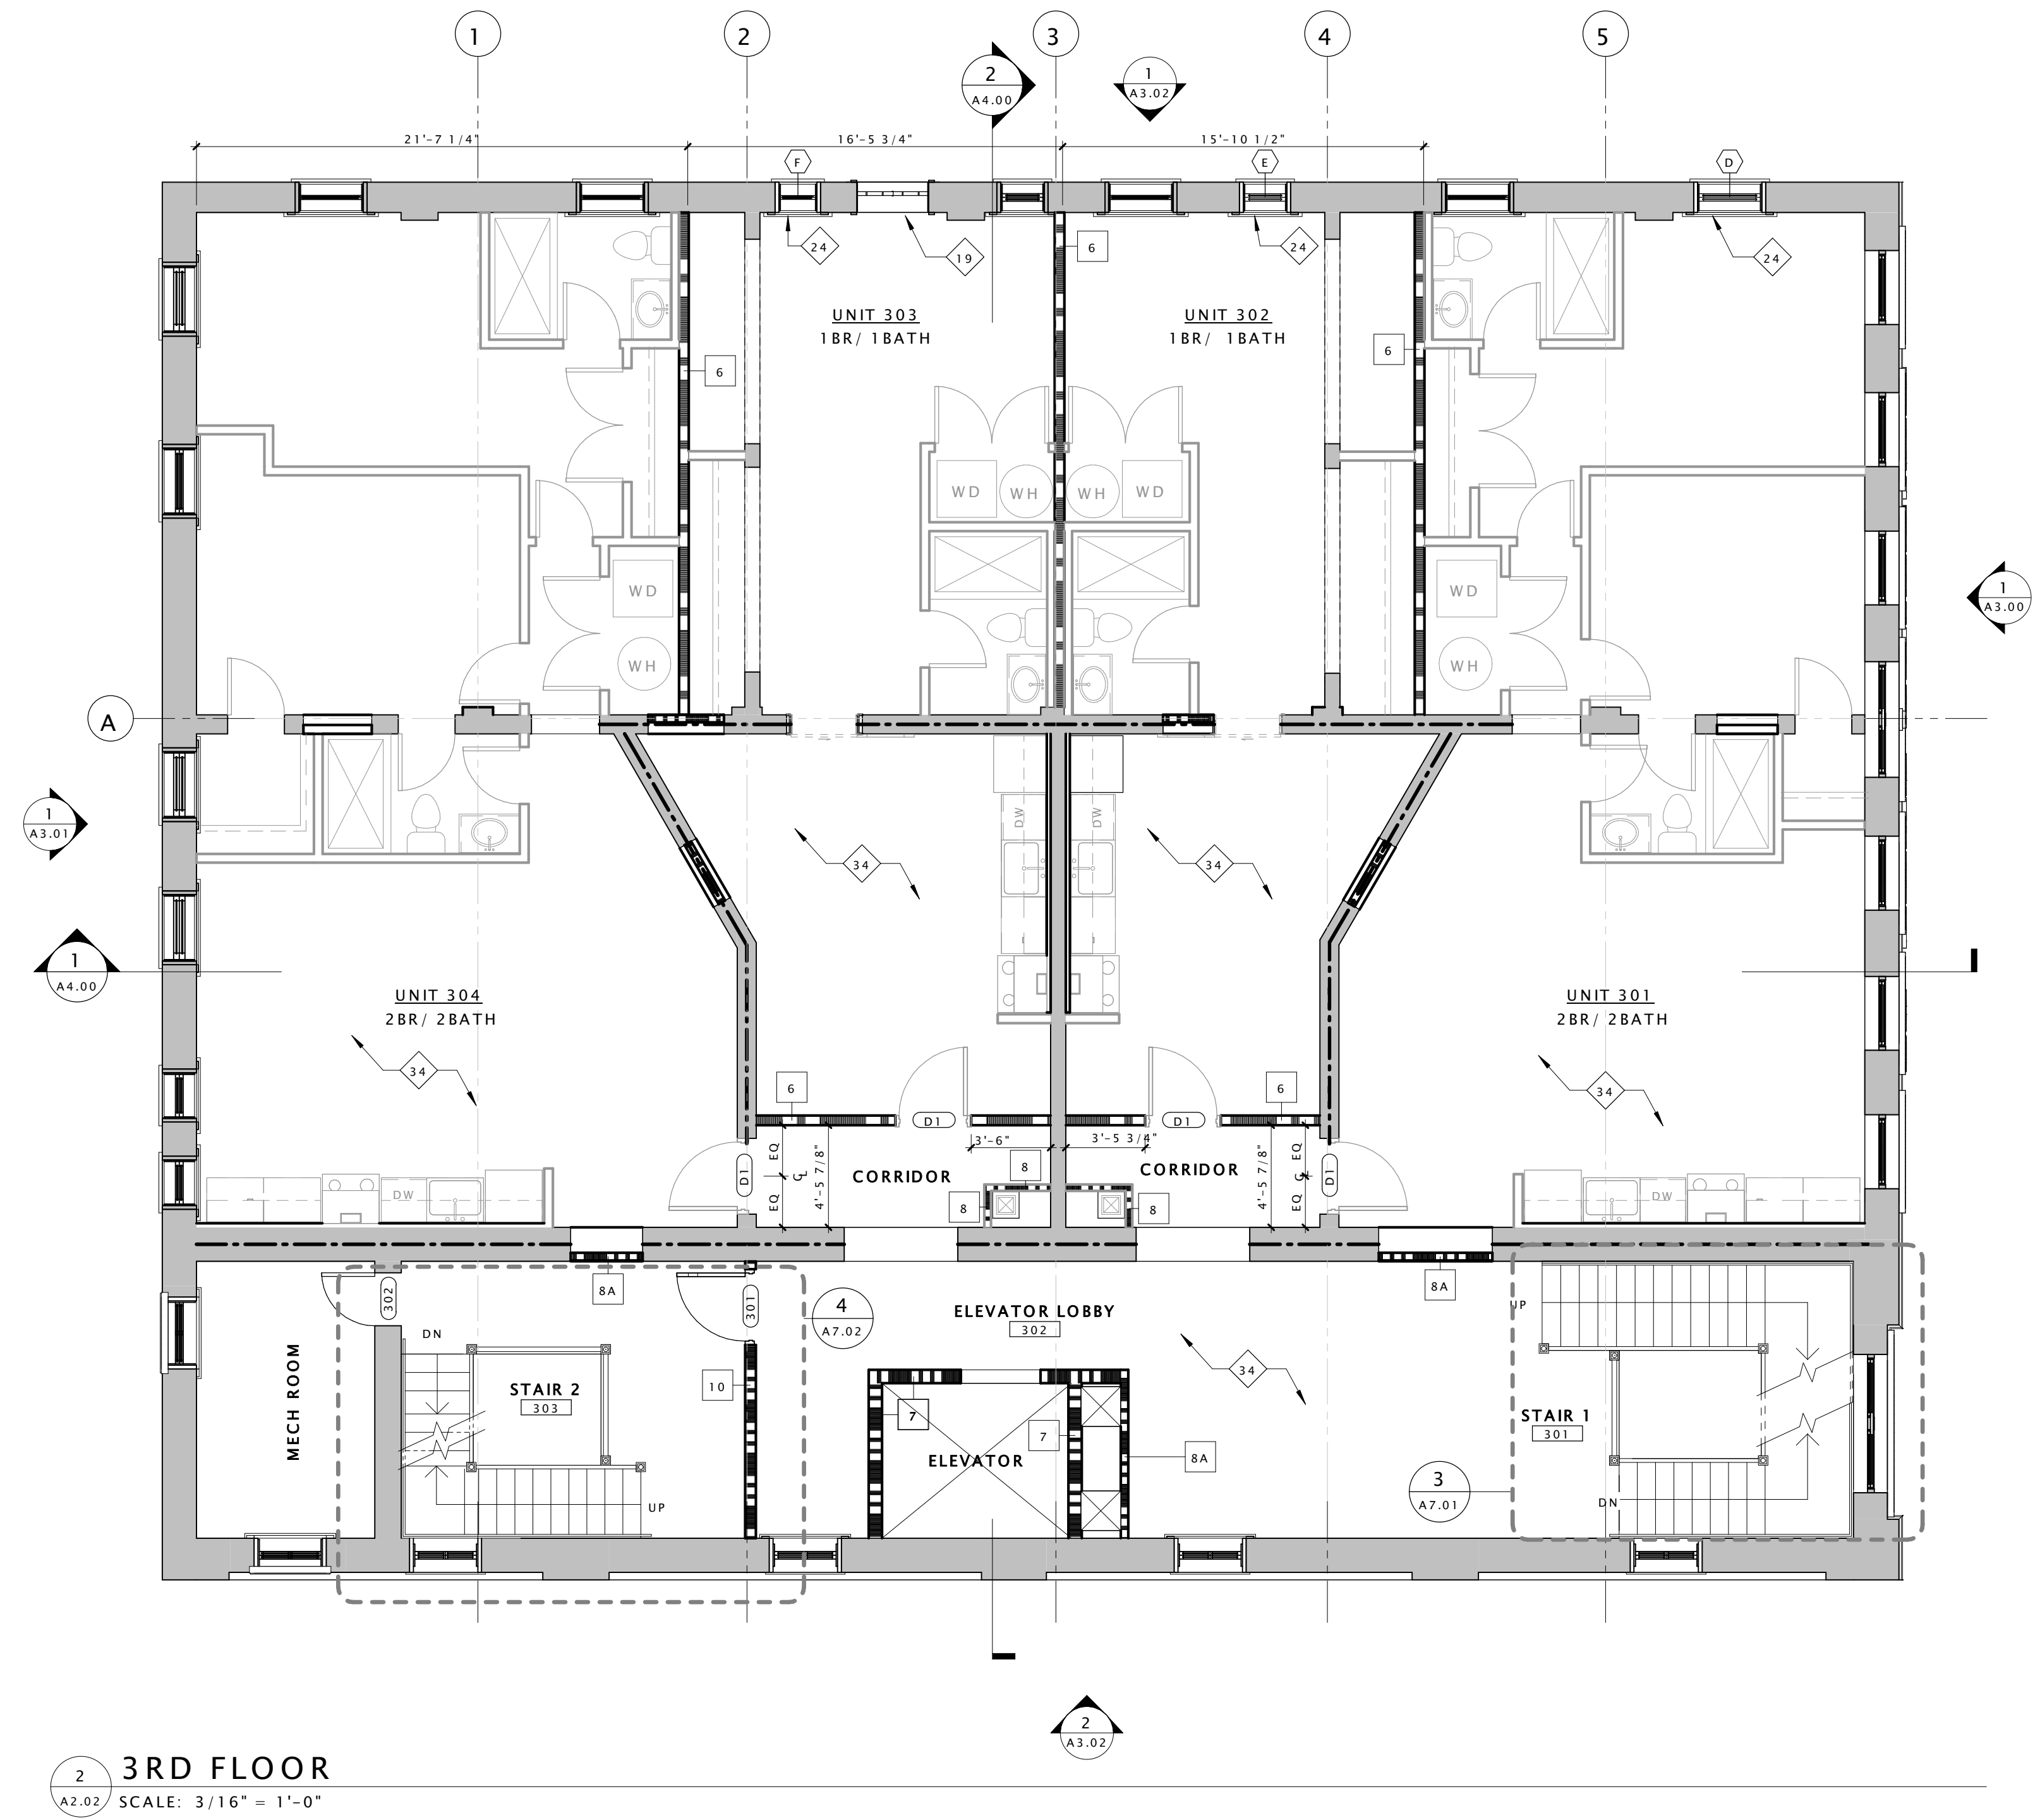 1
2
3
4
5
2
A4.00
1
A3.02
21'-7 1/4"
16'-5 3/4"
15'-10 1/2"
F
E
D
24
19
6
24
24
UNIT 303
1BR/ 1BATH
UNIT 302
1BR/ 1BATH
6
6
WD
WH
WH
WD
WD
WH
WD
WH
1
A3.00
A
1
A3.01
DW
DW
34
34
1
A4.00
UNIT 304
2BR/ 2BATH
UNIT 301
2BR/ 2BATH
34
34
6
6
D1
D1
3'-6"
3'-5 3/4"
D1
EQ
EQ
CL
4'-5 7/8"
CORRIDOR
8
CORRIDOR
4'-5 7/8"
EQ
EQ
CL
D1
8
8
DW
DW
302
8A
301
4
A7.02
ELEVATOR LOBBY
302
8A
UP
DN
MECH ROOM
STAIR 2
303
10
7
7
ELEVATOR
8A
34
STAIR 1
301
3
A7.01
DN
UP
2
A3.02
2
A2.02
3RD FLOOR
SCALE: 3/16" = 1'-0"